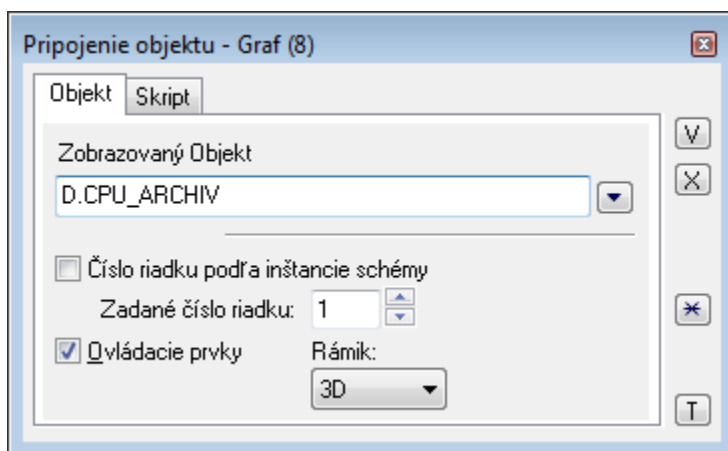 Pripojenie objektu - Graf (8)
Objekt Skript
Zobrazovaný Objekt
V
D.CPU_ARCHIV
X
Číslo riadku podľa inštancie schémy
Zadané číslo riadku: 1
Ovládacie prvky Rámik:
3D
T